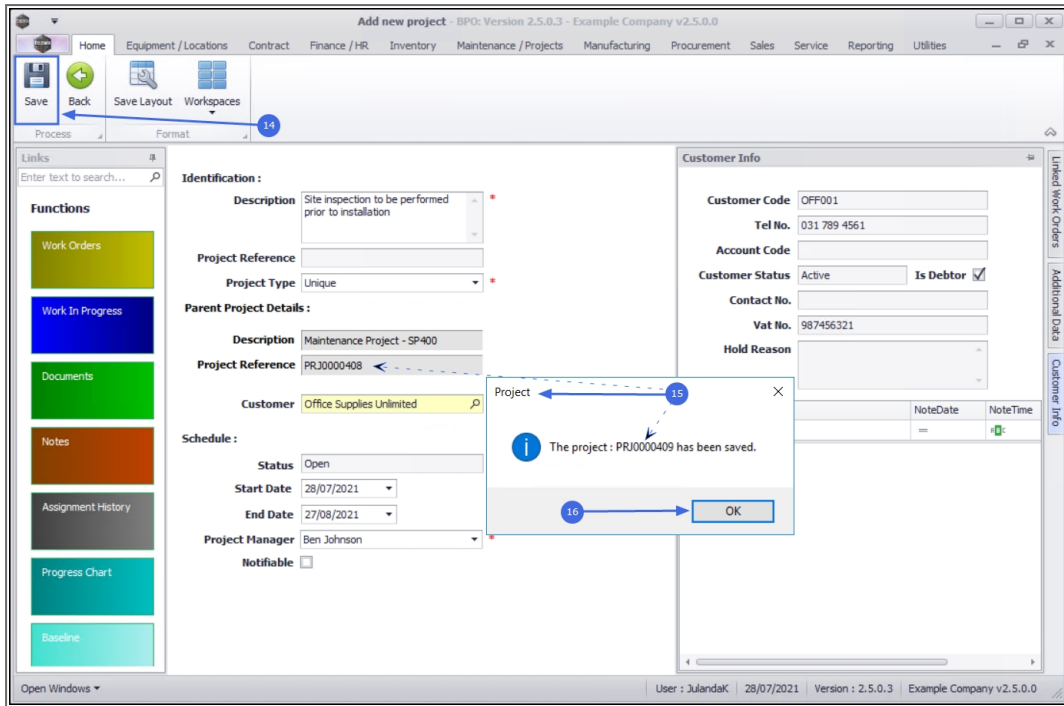 Add new project - BPO: Version 2.5.0.3 - Example Company v2.5.0.0
Home Equipment / Locations Contract Finance / HR Inventory Maintenance / Projects Manufacturing Procurement Sales Service Reporting Utilities
Save Back Save Layout Workspaces
14
Process Format
Links
Enter text to search...
Functions
Work Orders
Work In Progress
Documents
Notes
Assignment History
Progress Chart
Baseline
Identification :
Description Site inspection to be performed
prior to installation
*
Project Reference
Project Type Unique *
Parent Project Details :
Description Maintenance Project - SP400
Project Reference PRJ0000408
Customer Office Supplies Unlimited
Schedule :
Status Open
Start Date 28/07/2021
End Date 27/08/2021
Project Manager Ben Johnson *
Notifiable
Project
15
The project : PRJ0000409 has been saved.
16
OK
Customer Info
Customer Code OFF001
Tel No. 031 789 4561
Account Code
Customer Status Active Is Debtor
Contact No.
Vat No. 987456321
Hold Reason
NoteDate NoteTime
=
Linked Work Orders
Additional Data
Customer Info
Open Windows
User : JulandaK 28/07/2021 Version : 2.5.0.3 Example Company v2.5.0.0